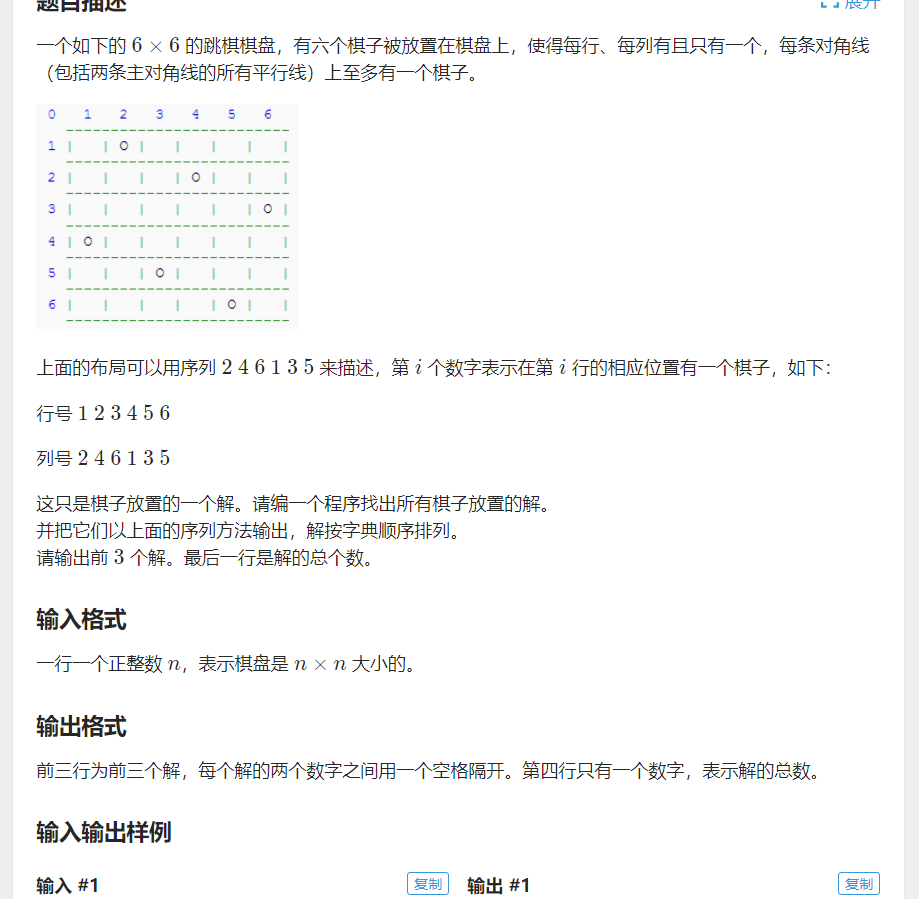 题目描述
展开
一个如下的 6 × 6 的跳棋棋盘，有六个棋子被放置在棋盘上，使得每行、每列有且只有一个，每条对角线
（包括两条主对角线的所有平行线）上至多有一个棋子。
0 1 2 3 4 5 6
-------------------------
1 | | O | | | | |
-------------------------
2 | | | | O | | |
-------------------------
3 | | | | | | O |
-------------------------
4 | O | | | | | |
-------------------------
5 | | | O | | | |
-------------------------
6 | | | | | O | |
-------------------------
上面的布局可以用序列 2 4 6 1 3 5 来描述，第 i 个数字表示在第 i 行的相应位置有一个棋子，如下：
行号 1 2 3 4 5 6
列号 2 4 6 1 3 5
这只是棋子放置的一个解。请编一个程序找出所有棋子放置的解。
并把它们以上面的序列方法输出，解按字典顺序排列。
请输出前 3 个解。最后一行是解的总个数。
输入格式
一行一个正整数 n，表示棋盘是 n × n 大小的。
输出格式
前三行为前三个解，每个解的两个数字之间用一个空格隔开。第四行只有一个数字，表示解的总数。
输入输出样例
输入 #1 复制 输出 #1 复制